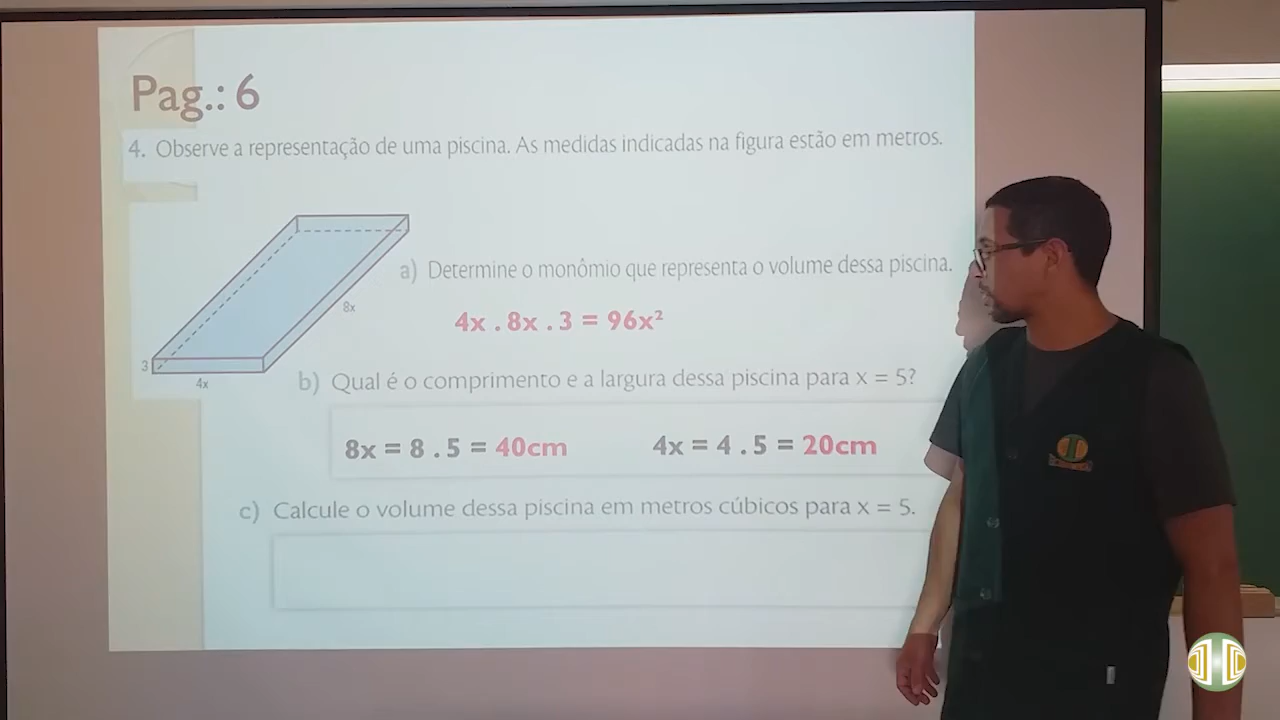 Pag.: 6
4. Observe a representação de uma piscina. As medidas indicadas na figura estão em metros.
a) Determine o monômio que representa o volume dessa piscina.
8x
4x . 8x . 3 = 96x²
3
4x
b) Qual é o comprimento e a largura dessa piscina para x = 5?
8x = 8 . 5 = 40cm 4x = 4 . 5 = 20cm
c) Calcule o volume dessa piscina em metros cúbicos para x = 5.